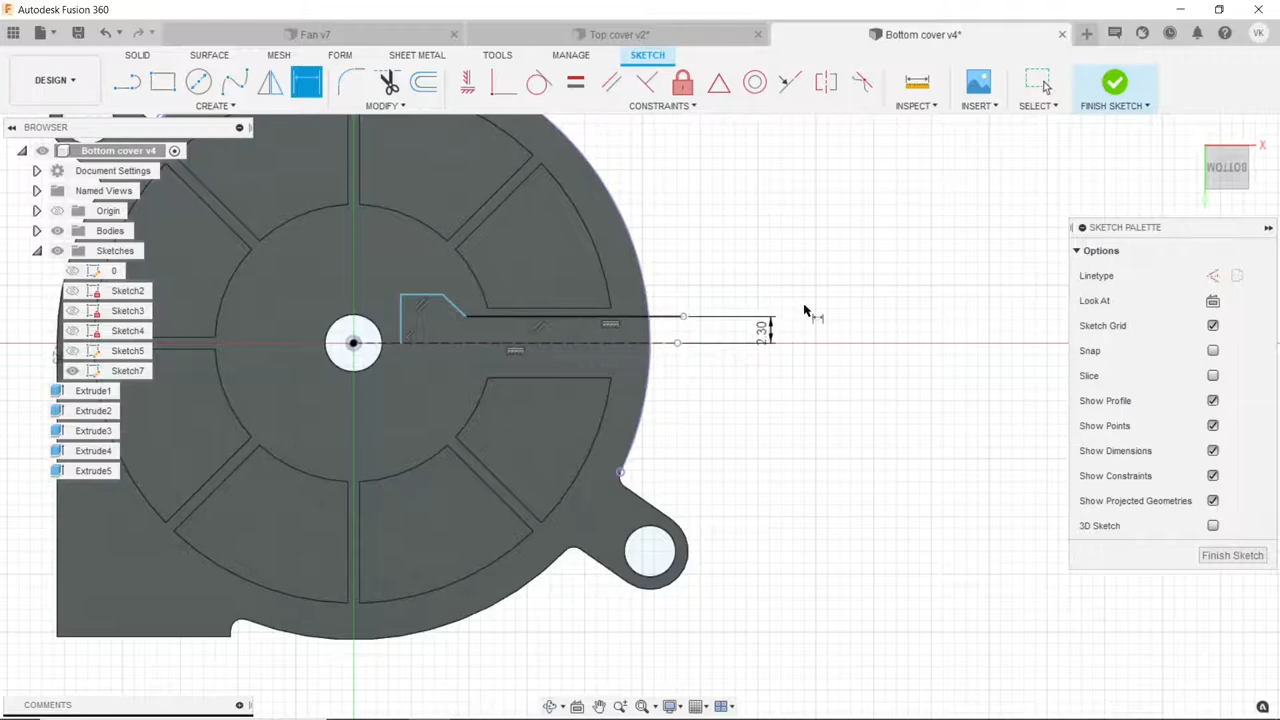 Autodesk Fusion 360
Fan v7
Top cover v2*
Bottom cover v4*
VK
DESIGN
SOLID
SURFACE
MESH
FORM
SHEET METAL
TOOLS
MANAGE
SKETCH
CREATE
MODIFY
CONSTRAINTS
INSPECT
INSERT
SELECT
FINISH SKETCH
BROWSER
Bottom cover v4
Document Settings
Named Views
Origin
Bodies
Sketches
0
Sketch2
Sketch3
Sketch4
Sketch5
Sketch7
Extrude1
Extrude2
Extrude3
Extrude4
Extrude5
2.30
X
BOTTOM
SKETCH PALETTE
Options
Linetype
Look At
Sketch Grid
Snap
Slice
Show Profile
Show Points
Show Dimensions
Show Constraints
Show Projected Geometries
3D Sketch
Finish Sketch
COMMENTS